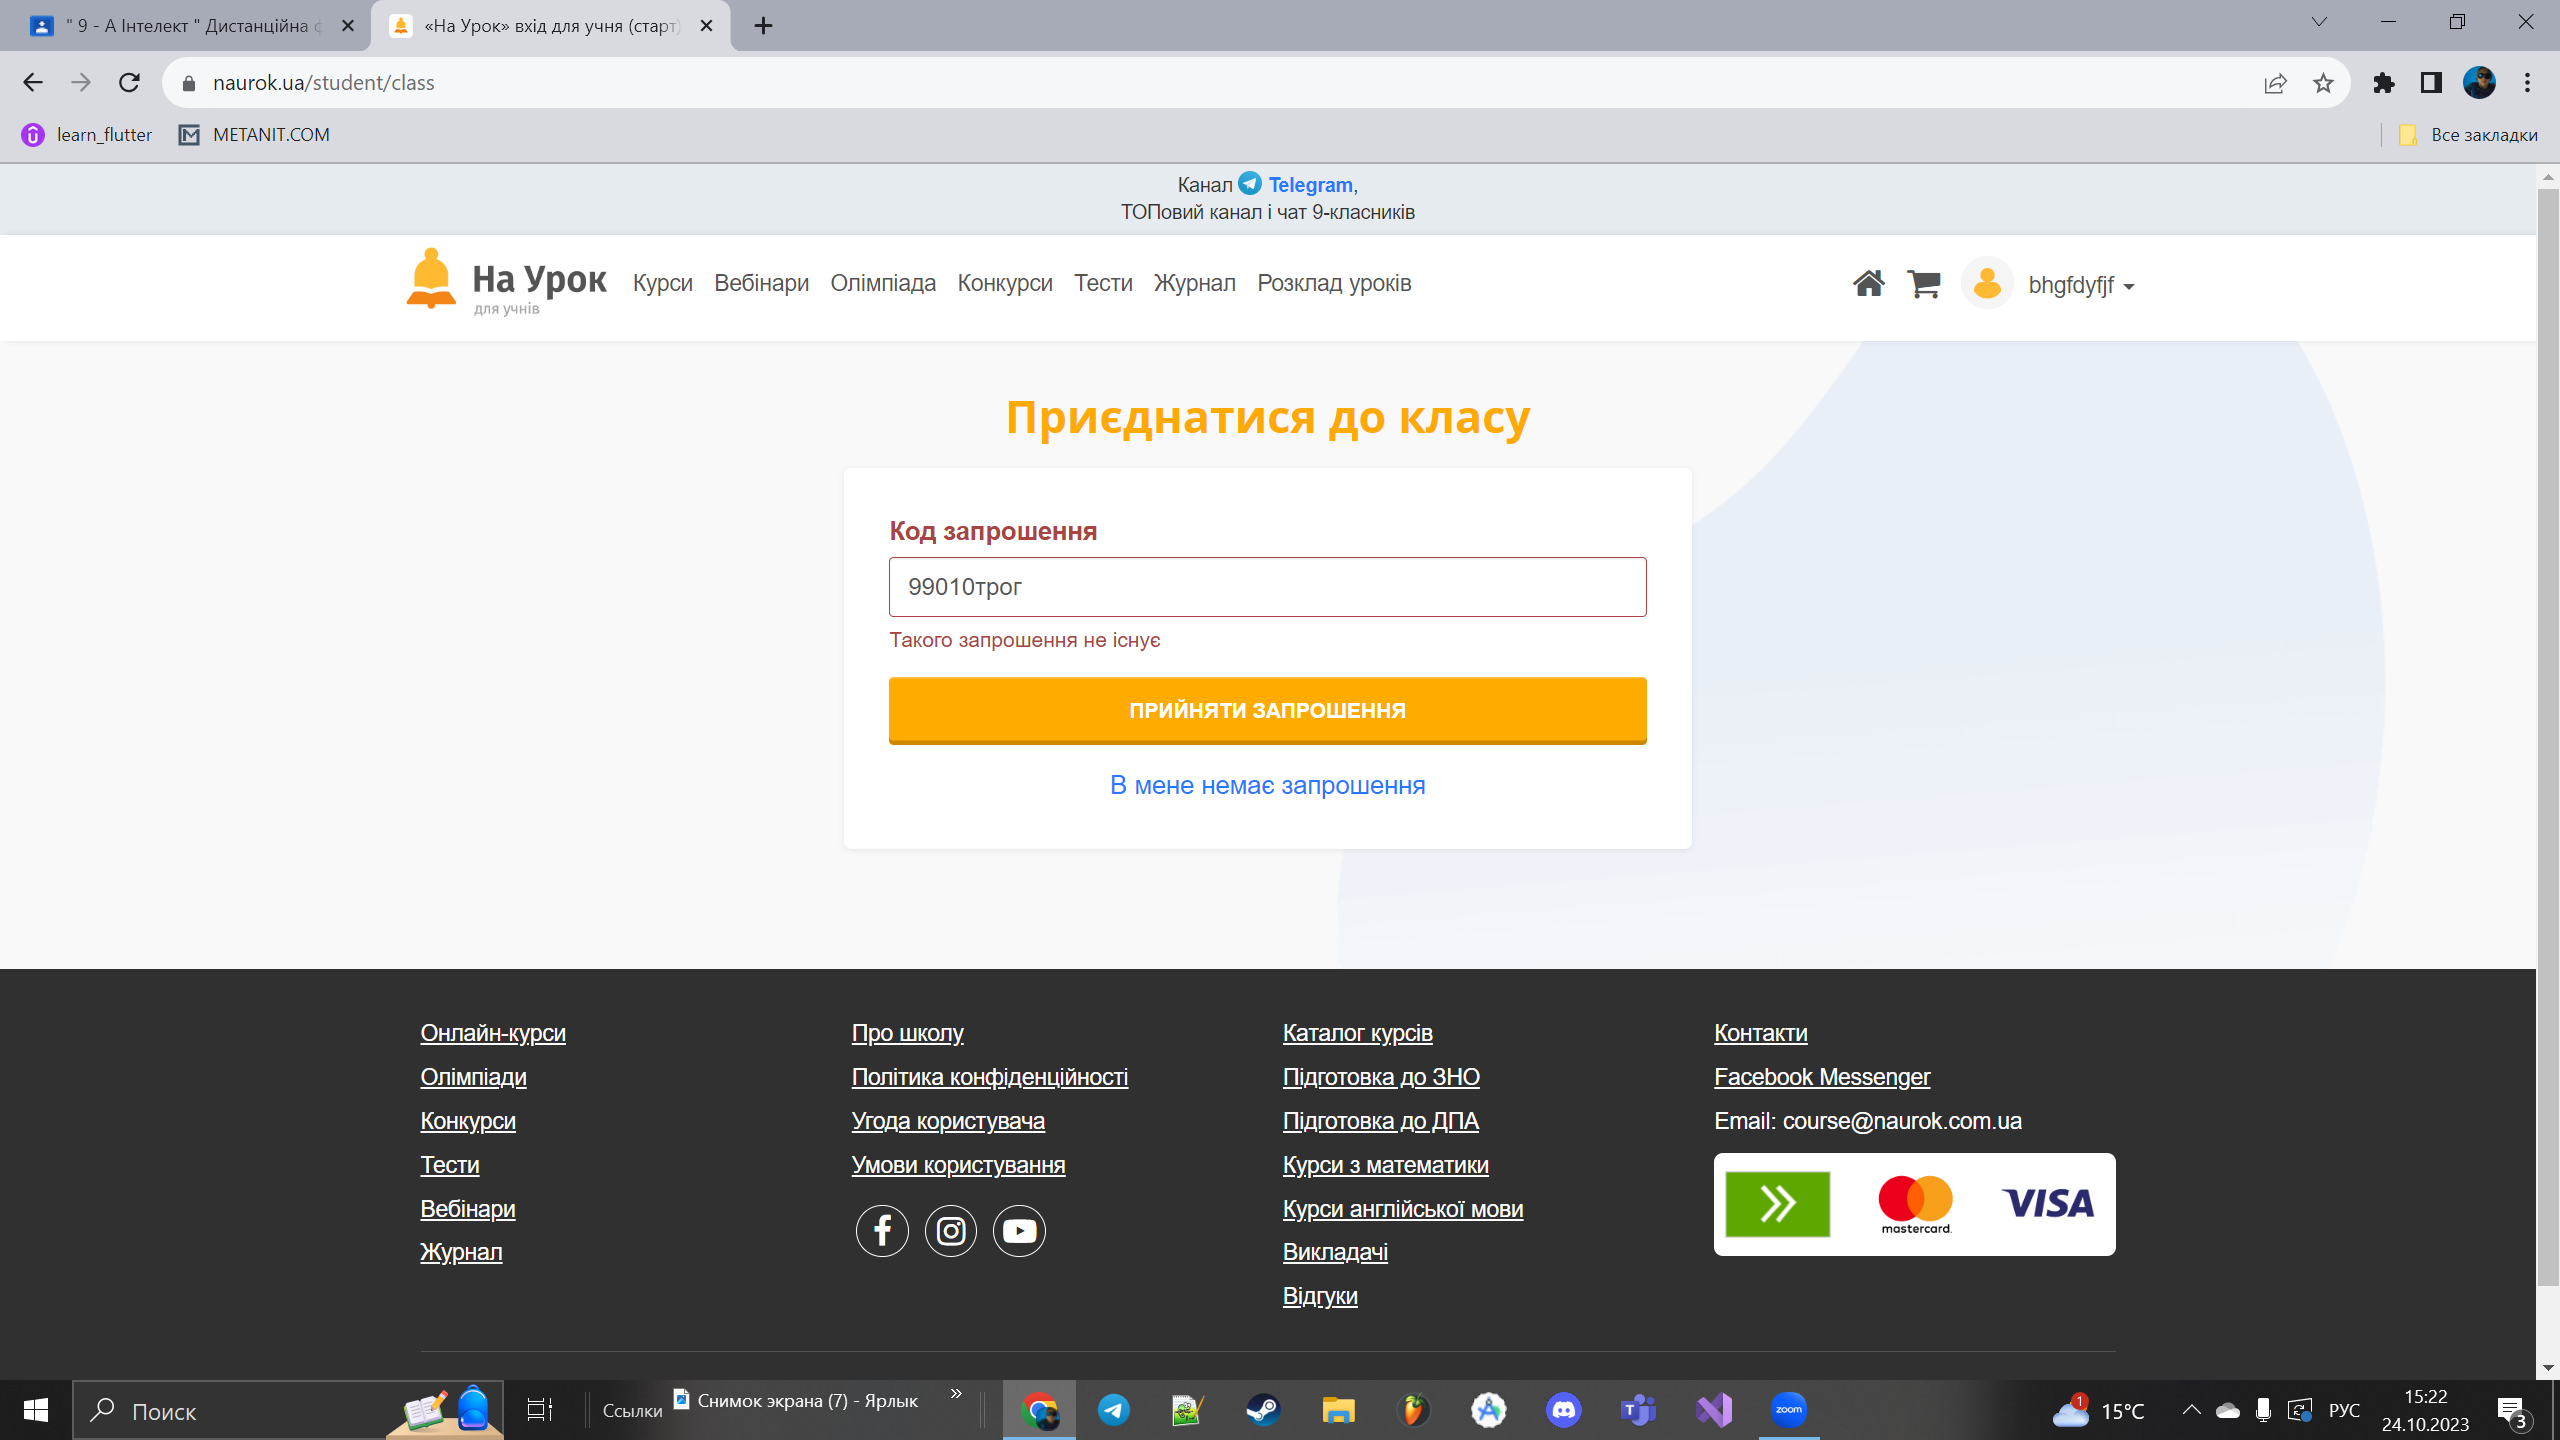 " 9 - А Інтелект " Дистанційна ф
«На Урок» вхід для учня (старт)
naurok.ua/student/class
learn_flutter
METANIT.COM
Все закладки
Канал Telegram,
ТОПовий канал і чат 9-класників
На Урок
для учнів
Курси
Вебінари
Олімпіада
Конкурси
Тести
Журнал
Розклад уроків
bhgfdyfjf
Приєднатися до класу
Код запрошення
99010трог
Такого запрошення не існує
ПРИЙНЯТИ ЗАПРОШЕННЯ
В мене немає запрошення
Онлайн-курси
Олімпіади
Конкурси
Тести
Вебінари
Журнал
Про школу
Політика конфіденційності
Угода користувача
Умови користування
Каталог курсів
Підготовка до ЗНО
Підготовка до ДПА
Курси з математики
Курси англійської мови
Викладачі
Відгуки
Контакти
Facebook Messenger
Email: course@naurok.com.ua
mastercard.
VISA
Поиск
Ссылки
Снимок экрана (7) - Ярлык
zoom
1
15°C
РУС
15:22
24.10.2023
3